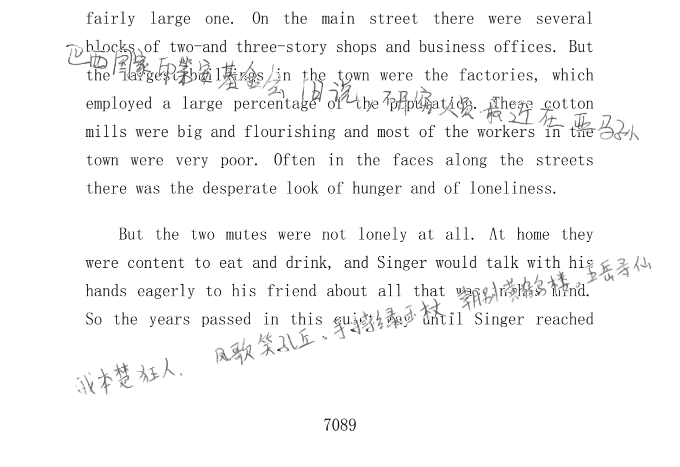 fairly large one. On the main street there were several
blocks of two-and three-story shops and business offices. But
巴西国家印第安基金会1日说,研究人员最近在亚马孙
the largest buildings in the town were the factories, which
employed a large percentage of the population. These cotton
mills were big and flourishing and most of the workers in the
town were very poor. Often in the faces along the streets
there was the desperate look of hunger and of loneliness.
But the two mutes were not lonely at all. At home they
were content to eat and drink, and Singer would talk with his
hands eagerly to his friend about all that was in his mind.
So the years passed in this quiet way until Singer reached
我本楚狂人,凤歌笑孔丘。手持绿玉杖 朝别黄鹤楼。五岳寻仙
7089